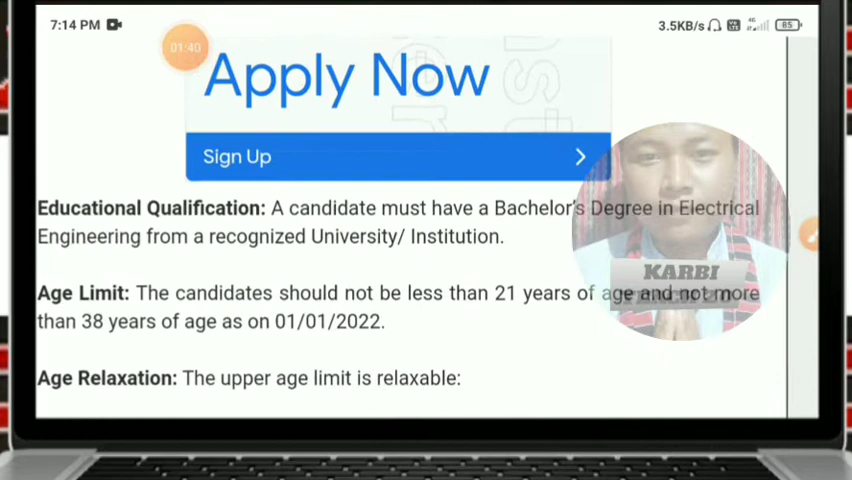 7:14 PM
3.5KB/s
4G
85
01:40
Apply Now
Sign Up
Educational Qualification: A candidate must have a Bachelor's Degree in Electrical
Engineering from a recognized University/ Institution.
KARBI
Age Limit: The candidates should not be less than 21 years of age and not more
than 38 years of age as on 01/01/2022.
Age Relaxation: The upper age limit is relaxable: